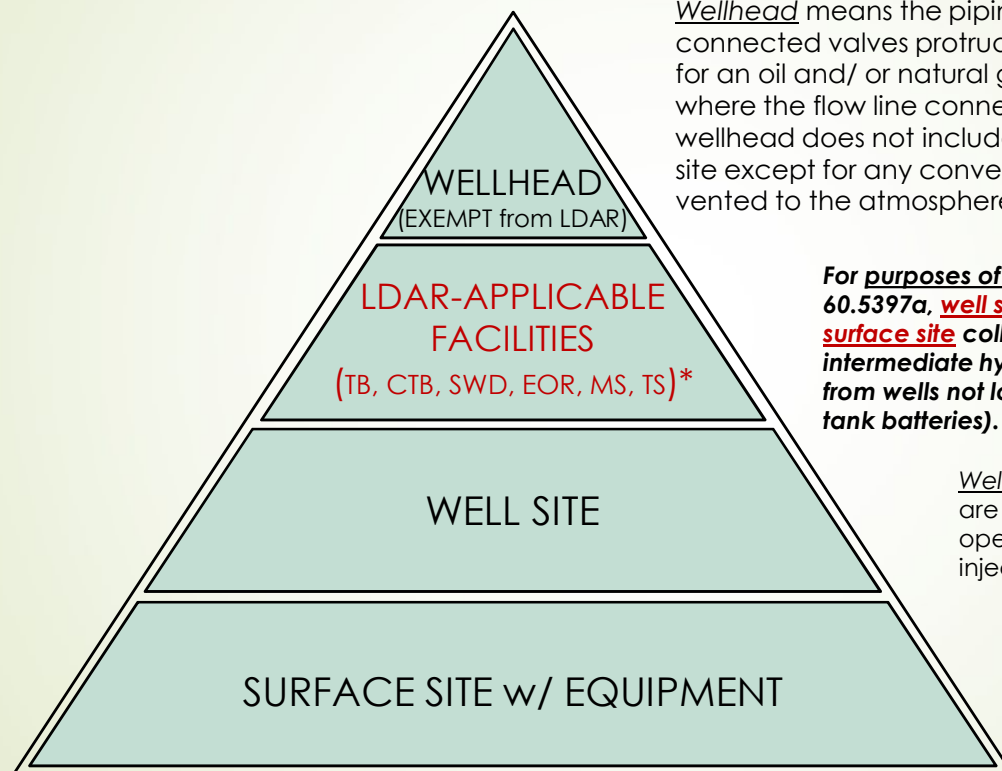 Wellhead means the pipin
connected valves protruc
for an oil and/ or natural g
where the flow line conne
wellhead does not includ
site except for any conve
vented to the atmosphere
WELLHEAD
(EXEMPT from LDAR)
For purposes of
60.5397a, well s
surface site coll
intermediate hy
from wells not lo
tank batteries).
LDAR-APPLICABLE
FACILITIES
(TB, CTB, SWD, EOR, MS, TS)*
Wel
are
ope
injec
WELL SITE
SURFACE SITE w/ EQUIPMENT